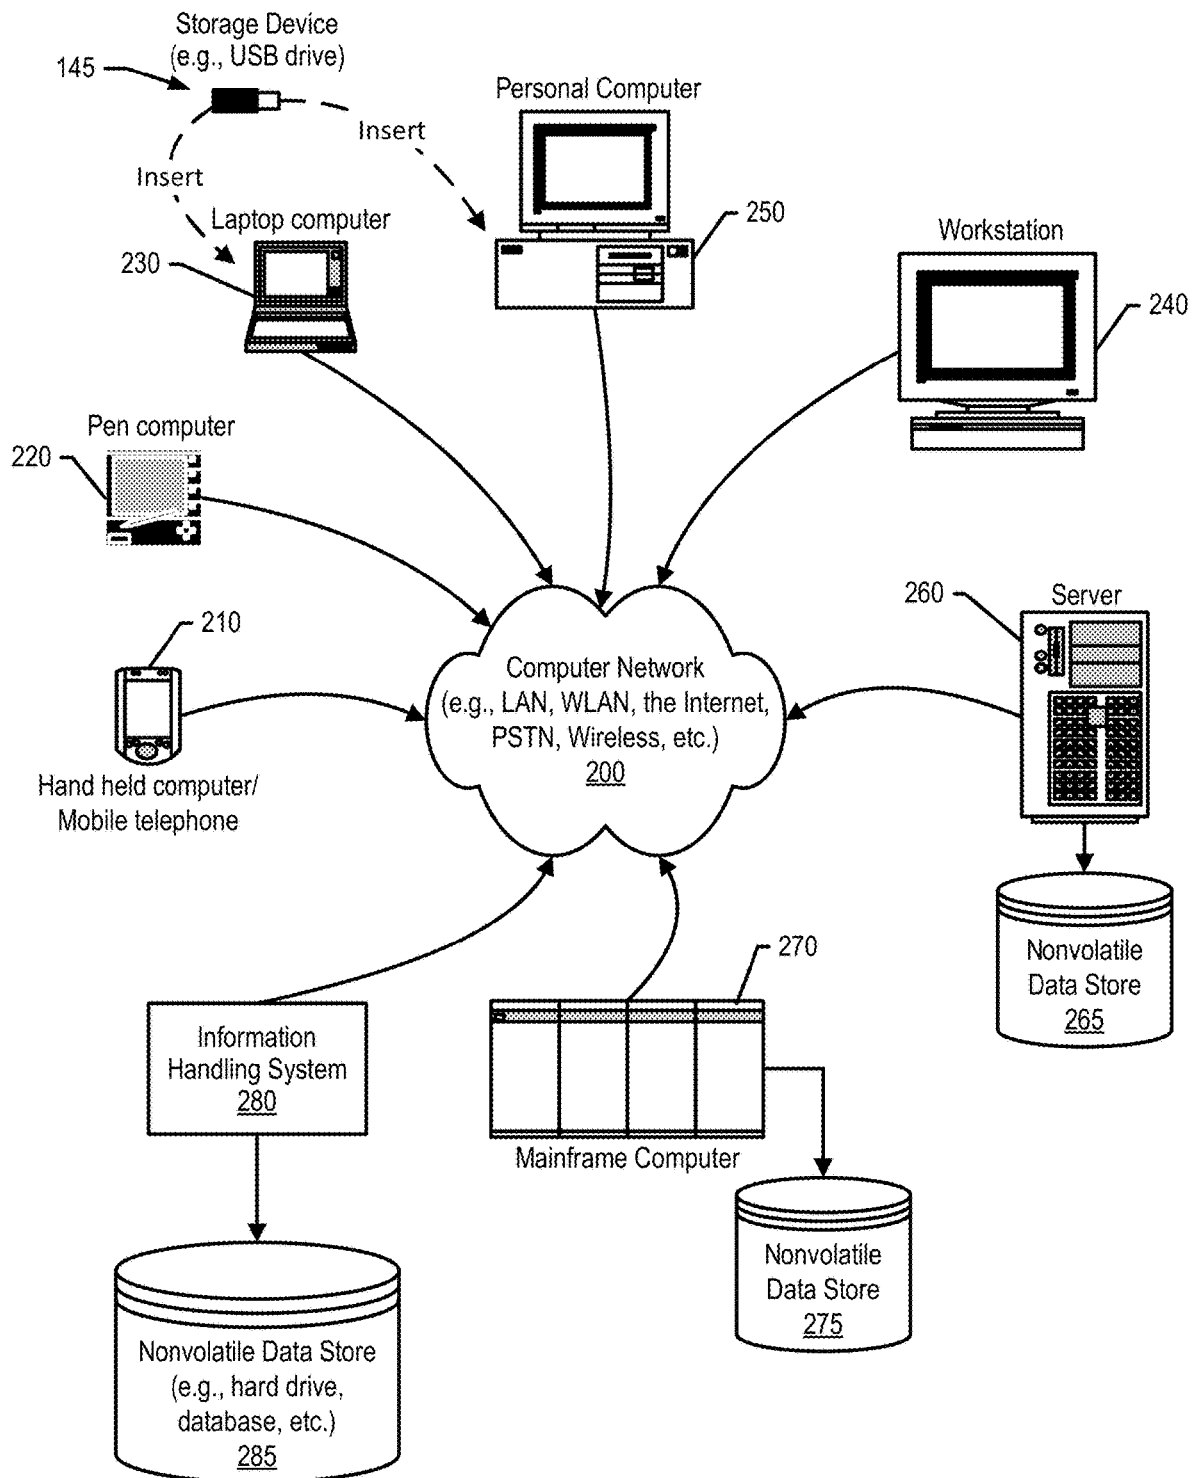 Storage Device
(e.g., USB drive)
145
Insert
Insert
Personal Computer
250
Laptop computer
230
Workstation
240
Pen computer
220
210
Hand held computer/
Mobile telephone
Computer Network
(e.g., LAN, WLAN, the Internet,
PSTN, Wireless, etc.)
200
260
Server
Nonvolatile
Data Store
265
270
Mainframe Computer
Information
Handling System
280
Nonvolatile
Data Store
275
Nonvolatile Data Store
(e.g., hard drive,
database, etc.)
285